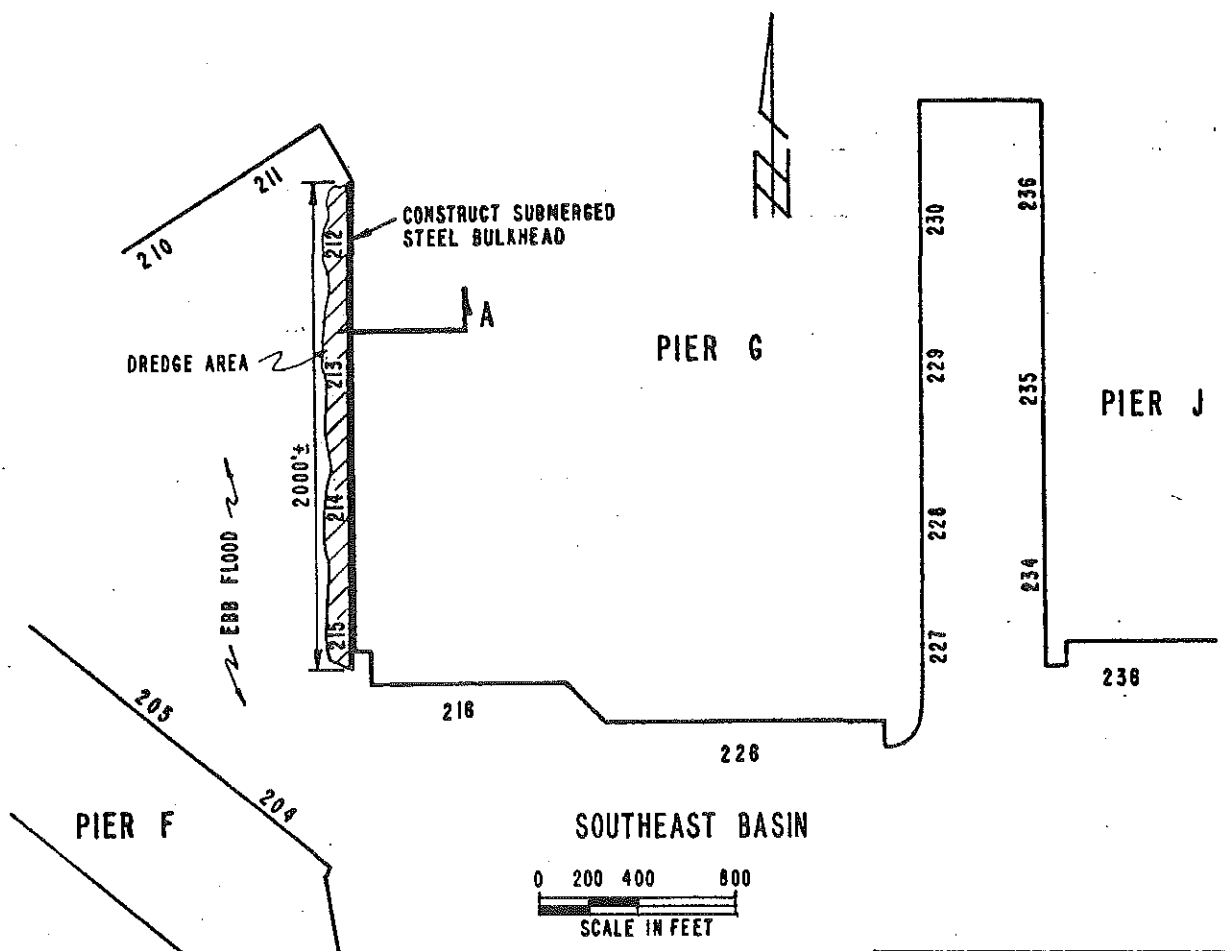 211
210
212
CONSTRUCT SUBMERGED
STEEL BULKHEAD
A
DREDGE AREA
213
2000'±
214
EBB FLOOD
215
PIER G
230
229
228
227
236
235
234
PIER J
236
216
226
205
204
PIER F
SOUTHEAST BASIN
0 200 400 800
SCALE IN FEET